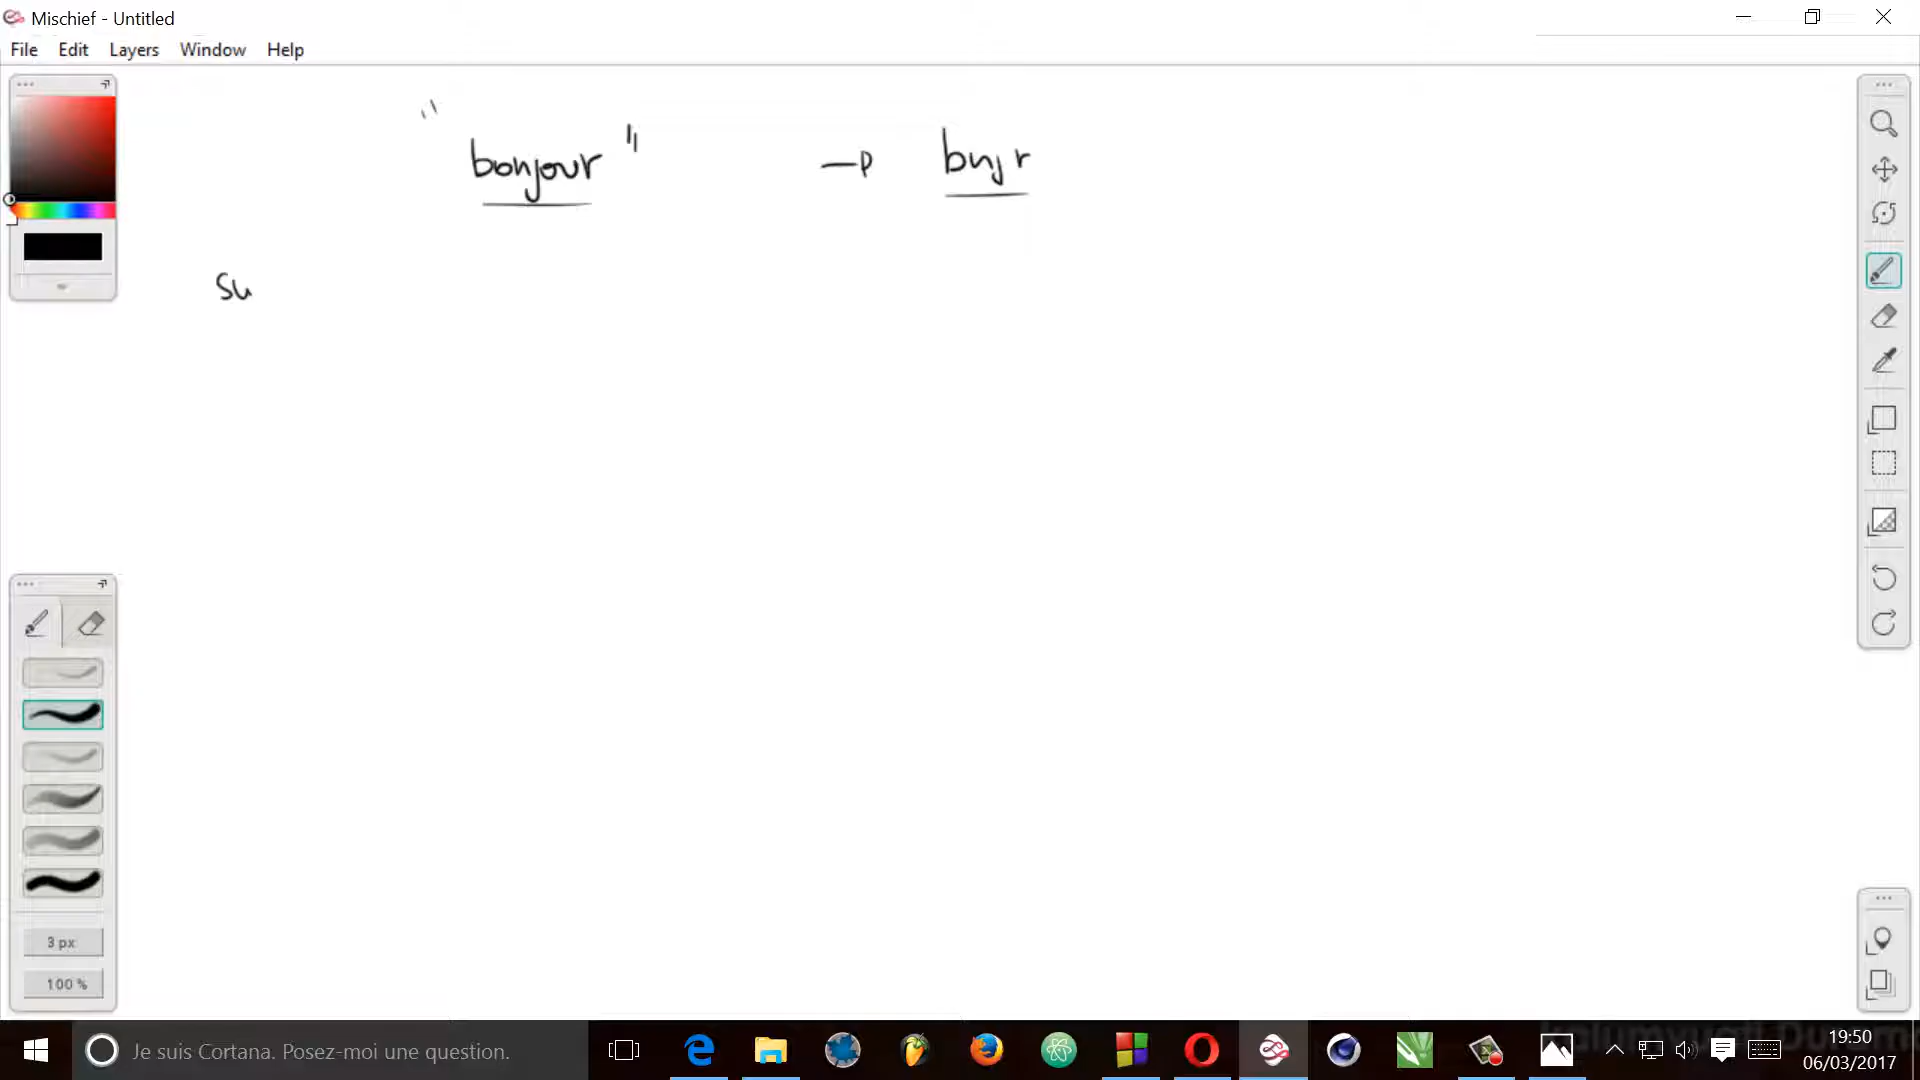 Mischief - Untitled
File Edit Layers Window Help
"bonjour" → bnjr
su
3 px
100 %
Je suis Cortana. Posez-moi une question.
19:50
06/03/2017